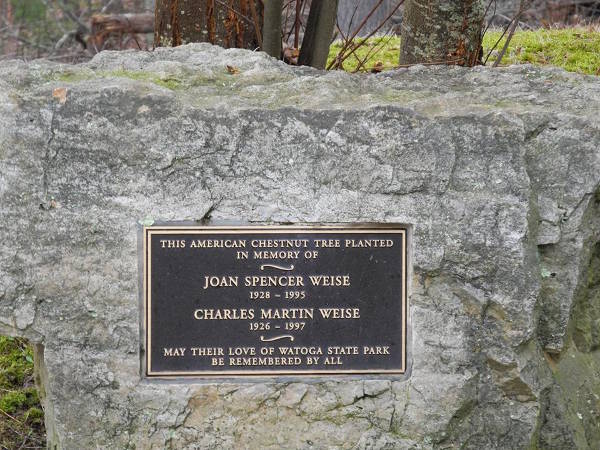 THIS AMERICAN CHESTNUT TREE PLANTED
IN MEMORY OF
JOAN SPENCER WEISE
1928 – 1995
CHARLES MARTIN WEISE
1926 – 1997
MAY THEIR LOVE OF WATOGA STATE PARK
BE REMEMBERED BY ALL